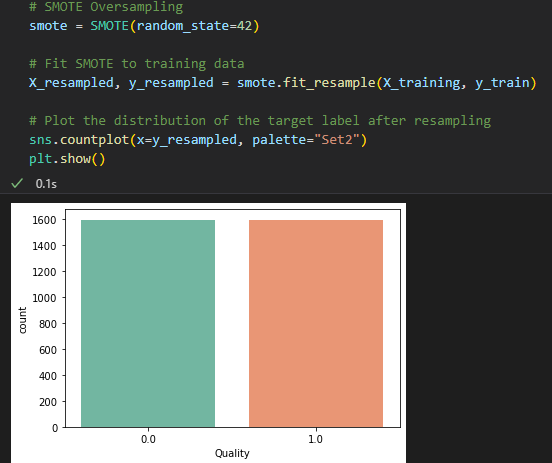 # SMOTE Oversampling
smote = SMOTE(random_state=42)
# Fit SMOTE to training data
X_resampled, y_resampled = smote.fit_resample(X_training, y_train)
# Plot the distribution of the target label after resampling
sns.countplot(x=y_resampled, palette="Set2")
plt.show()
0.1s
1600
1400
1200
1000
800
600
400
200
0
count
0.0 1.0
Quality